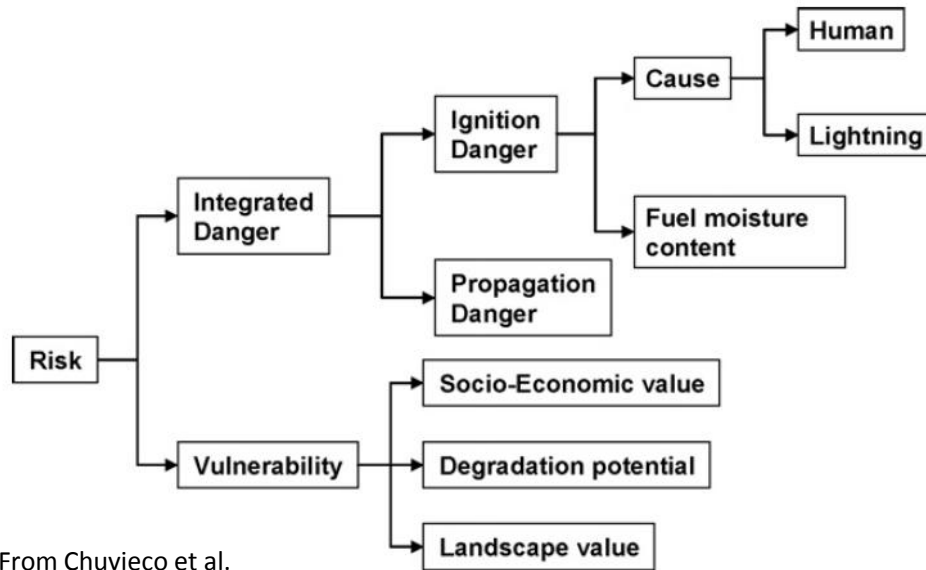 Human
Cause
Ignition
Danger
Lightning
Integrated
Danger
Fuel moisture
content
Propagation
Danger
Risk
Socio-Economic value
Vulnerability
Degradation potential
Landscape value
From Chuvieco et al.